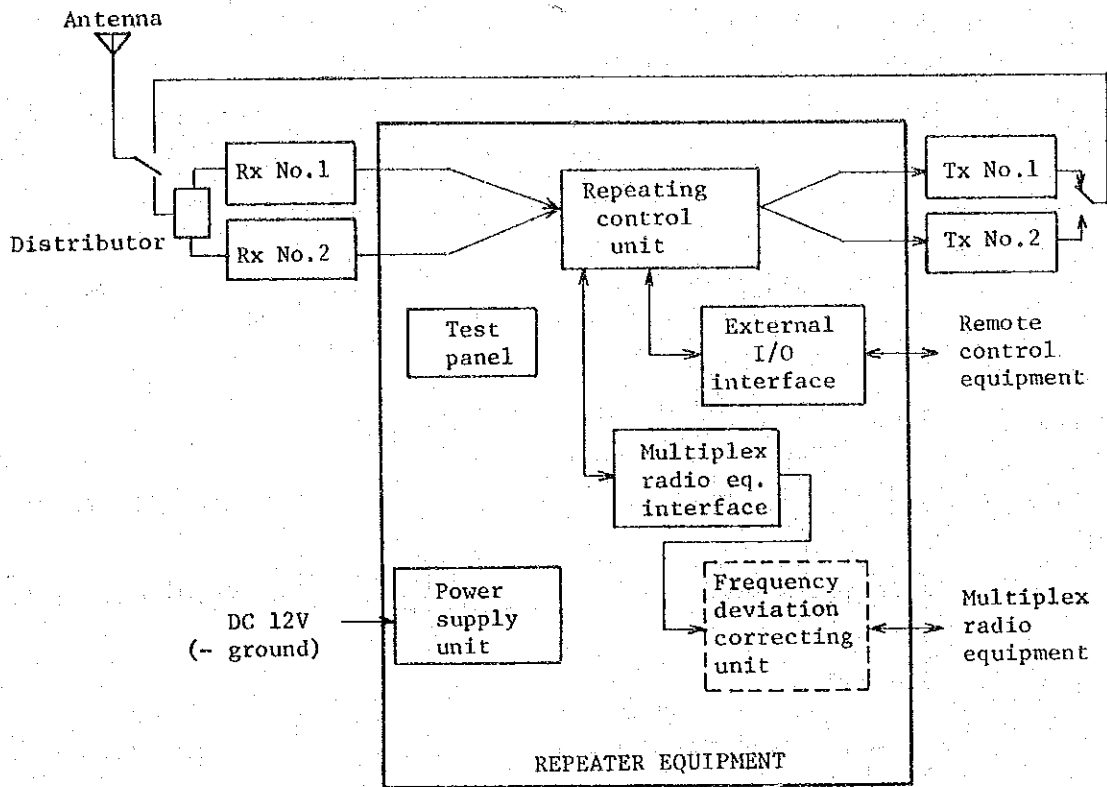 Antenna
Rx No.1
Rx No.2
Distributor
Repeating
control
unit
Tx No.1
Tx No.2
Test
panel
External
I/O
interface
Remote
control
equipment
Multiplex
radio eq.
interface
Power
supply
unit
DC 12V
(- ground)
Frequency
deviation
correcting
unit
Multiplex
radio
equipment
REPEATER EQUIPMENT